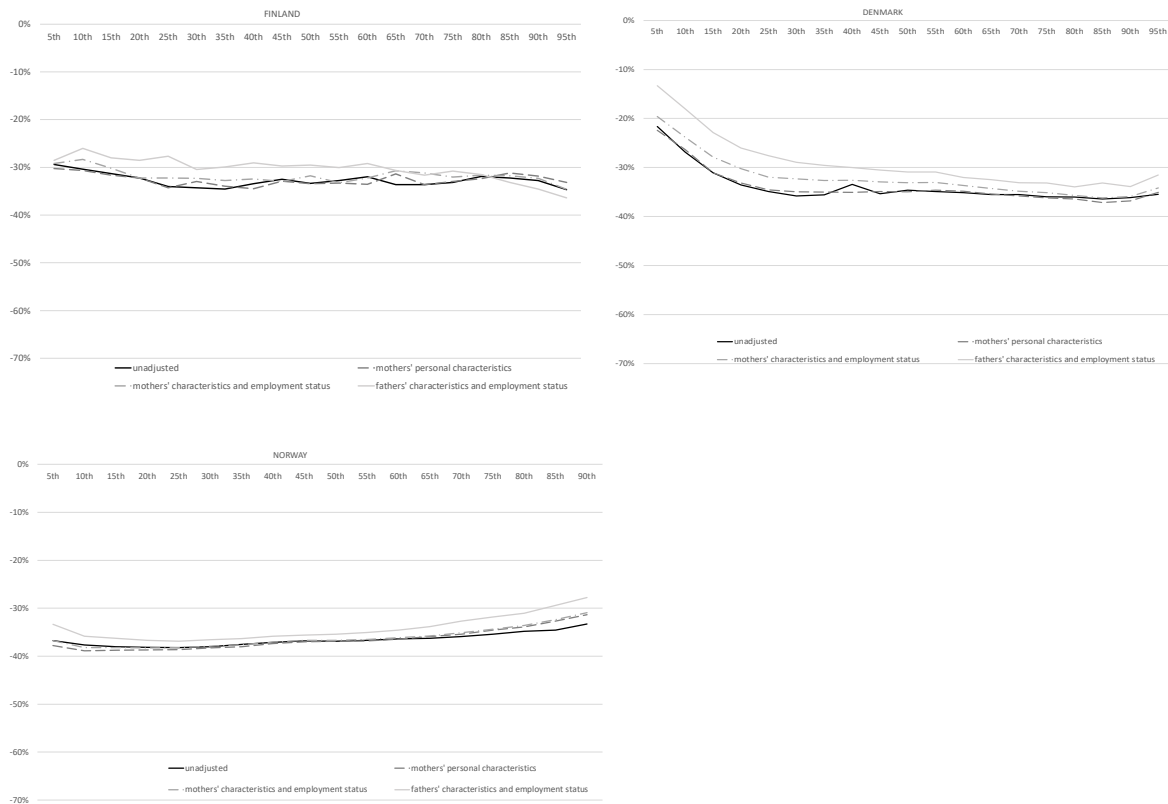 FINLAND
0%
5th 10th 15th 20th 25th 30th 35th 40th 45th 50th 55th 60th 65th 70th 75th 80th 85th 90th 95th
-10%
-20%
-30%
-40%
-50%
-60%
-70%
unadjusted
mothers' personal characteristics
mothers' characteristics and employment status
fathers' characteristics and employment status
DENMARK
0%
5th 10th 15th 20th 25th 30th 35th 40th 45th 50th 55th 60th 65th 70th 75th 80th 85th 90th 95th
-10%
-20%
-30%
-40%
-50%
-60%
-70%
unadjusted
mothers' personal characteristics
mothers' characteristics and employment status
fathers' characteristics and employment status
NORWAY
0%
5th 10th 15th 20th 25th 30th 35th 40th 45th 50th 55th 60th 65th 70th 75th 80th 85th 90th
-10%
-20%
-30%
-40%
-50%
-60%
-70%
unadjusted
mothers' personal characteristics
mothers' characteristics and employment status
fathers' characteristics and employment status